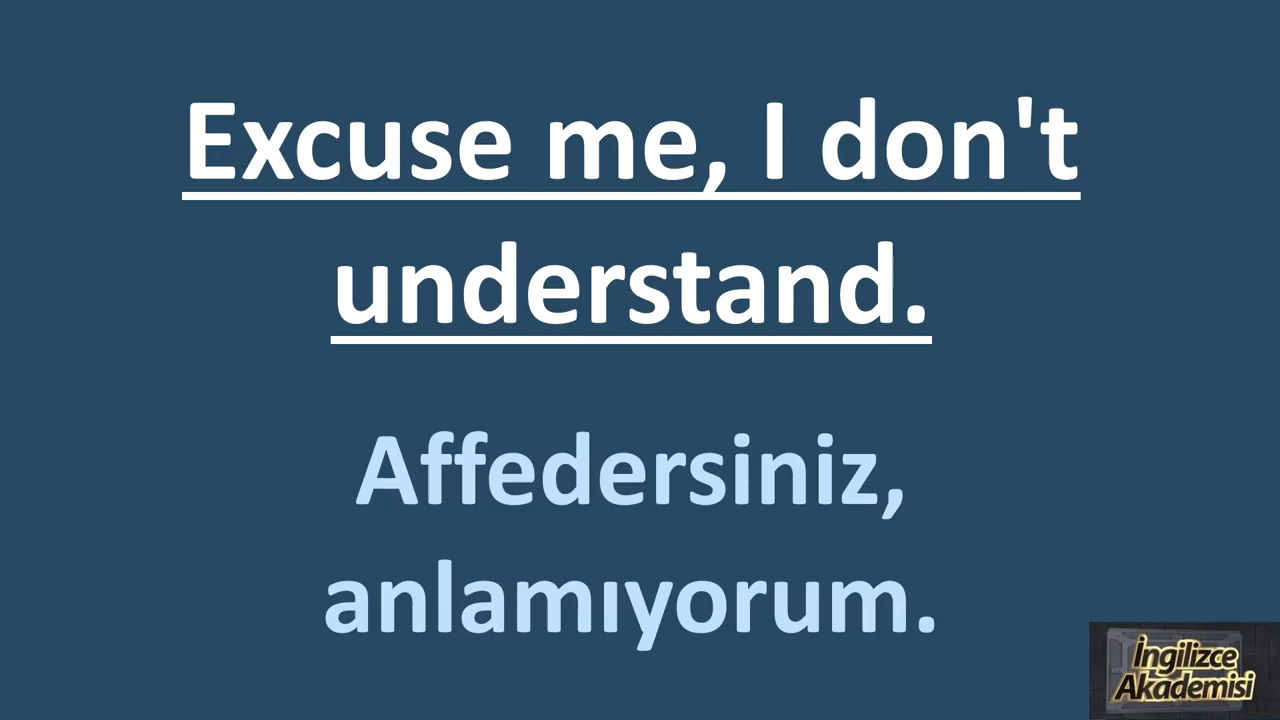 Excuse me, I don't
understand.
Affedersiniz,
anlamıyorum.
İngilizce
Akademisi